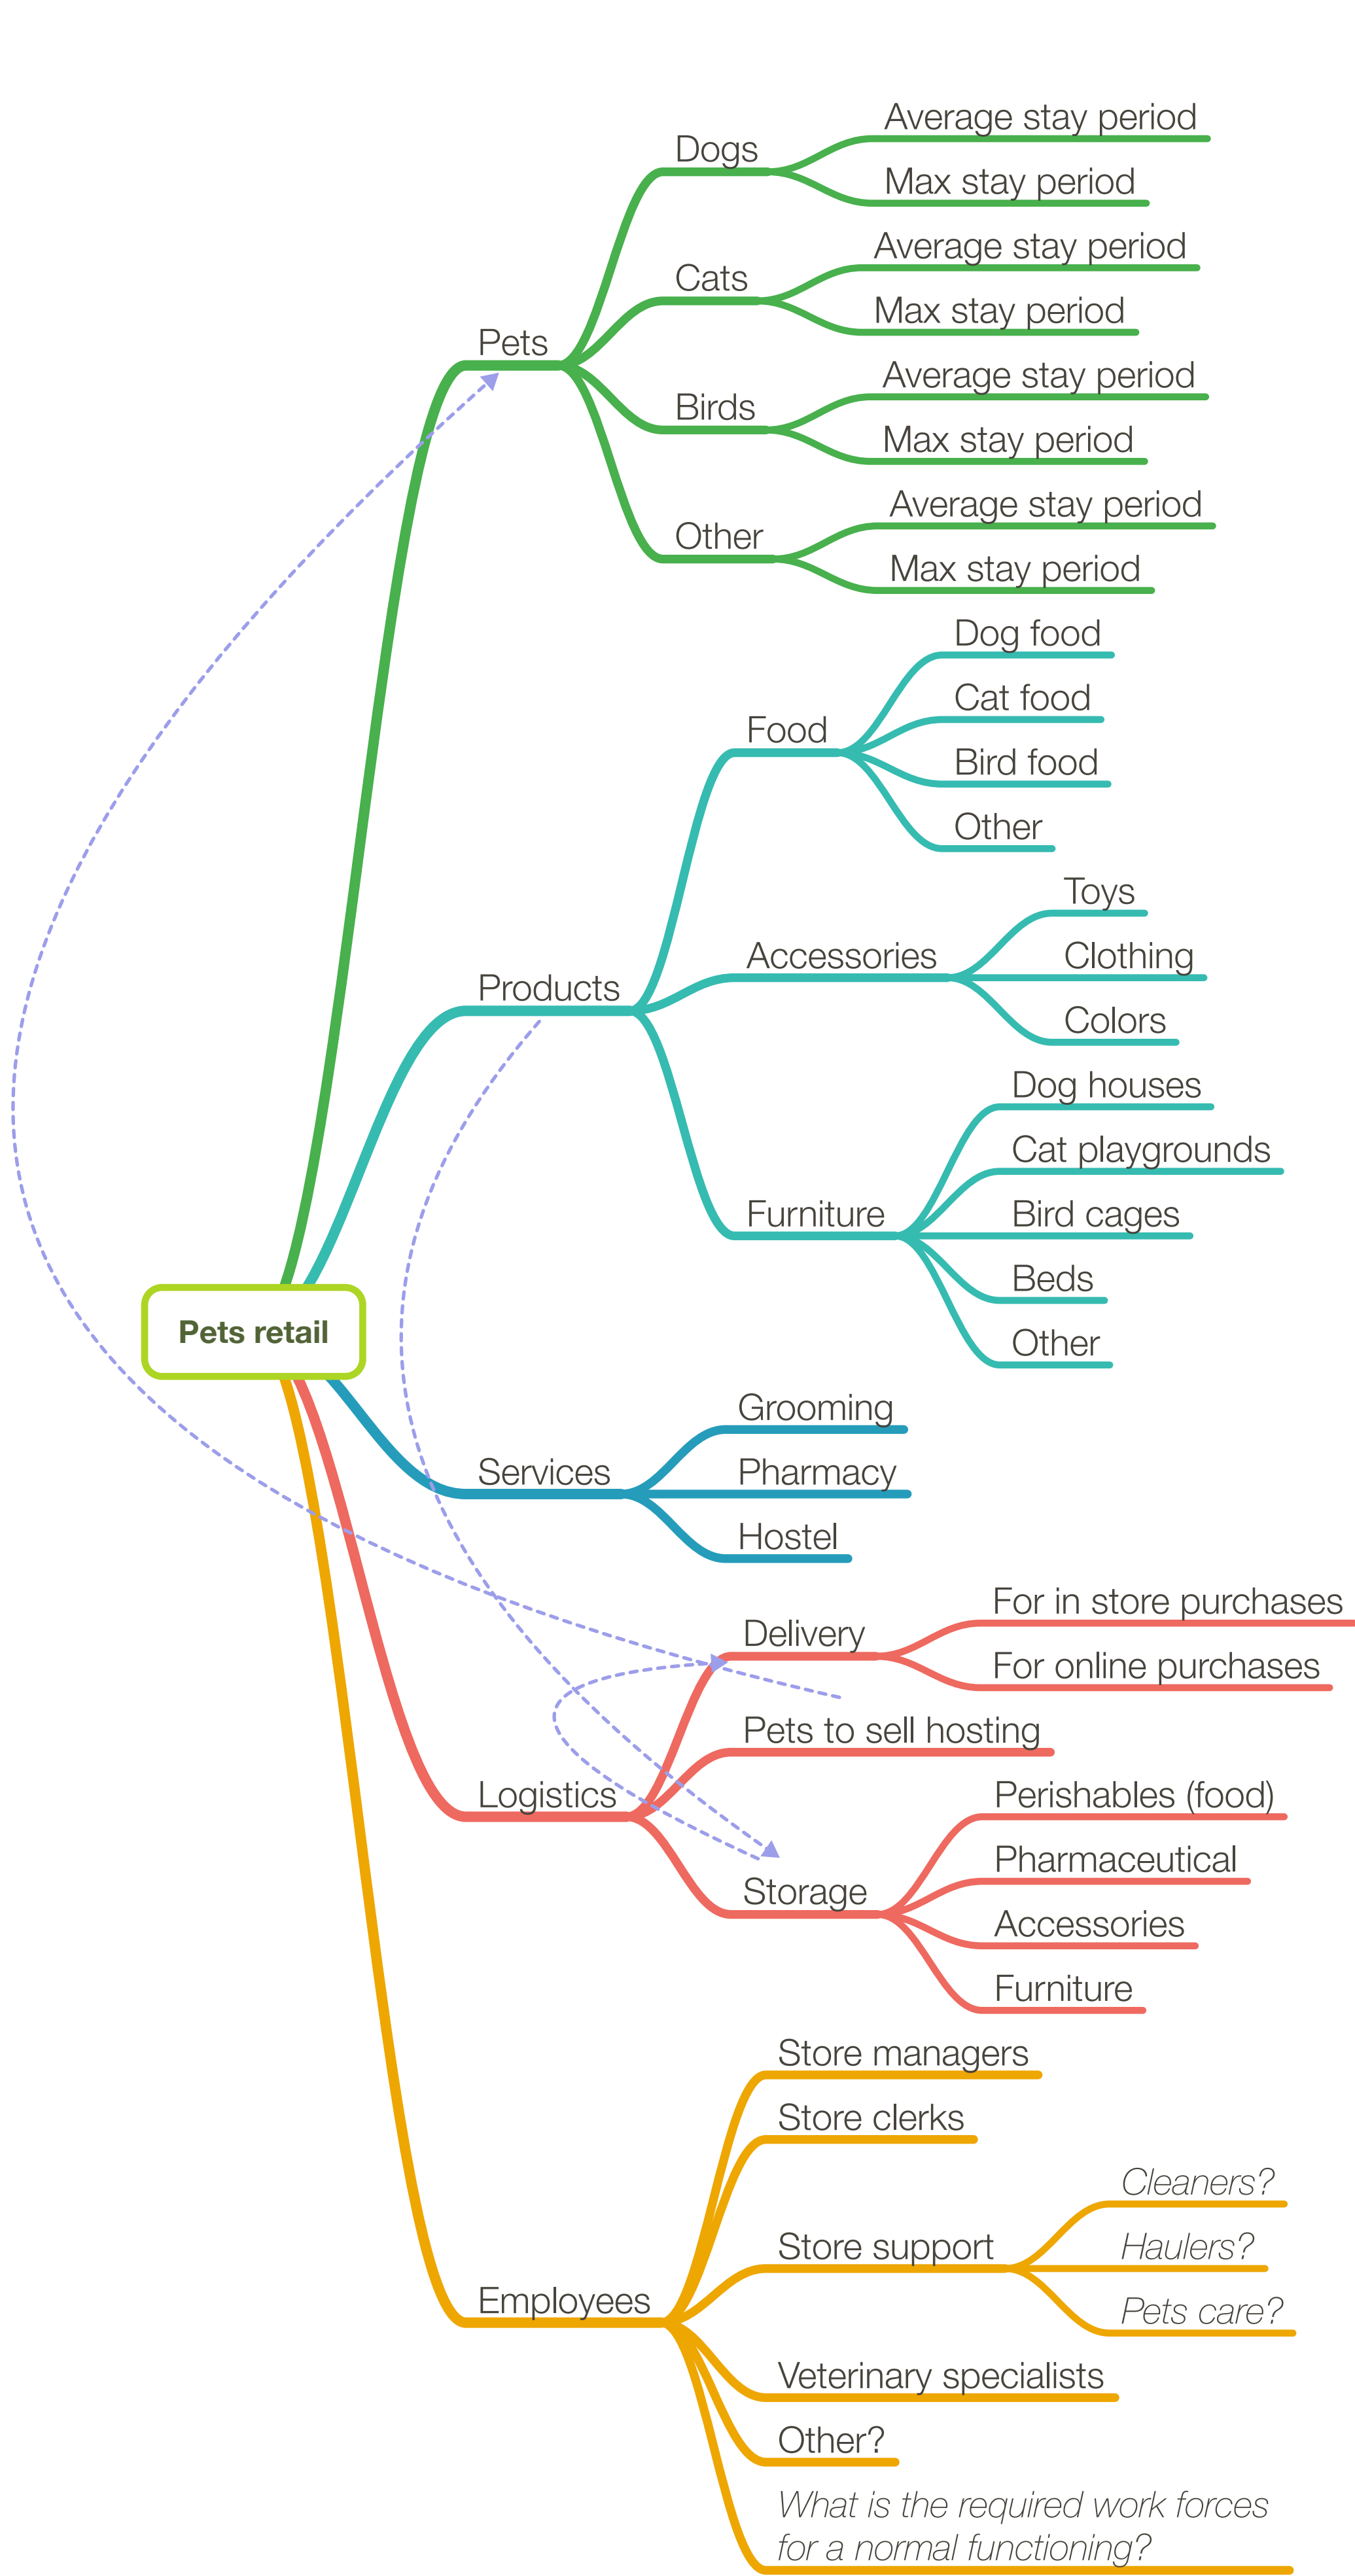 Pets retail
Pets
Dogs
Average stay period
Max stay period
Cats
Average stay period
Max stay period
Birds
Average stay period
Max stay period
Other
Average stay period
Max stay period
Products
Food
Dog food
Cat food
Bird food
Other
Accessories
Toys
Clothing
Colors
Furniture
Dog houses
Cat playgrounds
Bird cages
Beds
Other
Services
Grooming
Pharmacy
Hostel
Logistics
Delivery
For in store purchases
For online purchases
Pets to sell hosting
Storage
Perishables (food)
Pharmaceutical
Accessories
Furniture
Employees
Store managers
Store clerks
Store support
Cleaners?
Haulers?
Pets care?
Veterinary specialists
Other?
What is the required work forces
for a normal functioning?